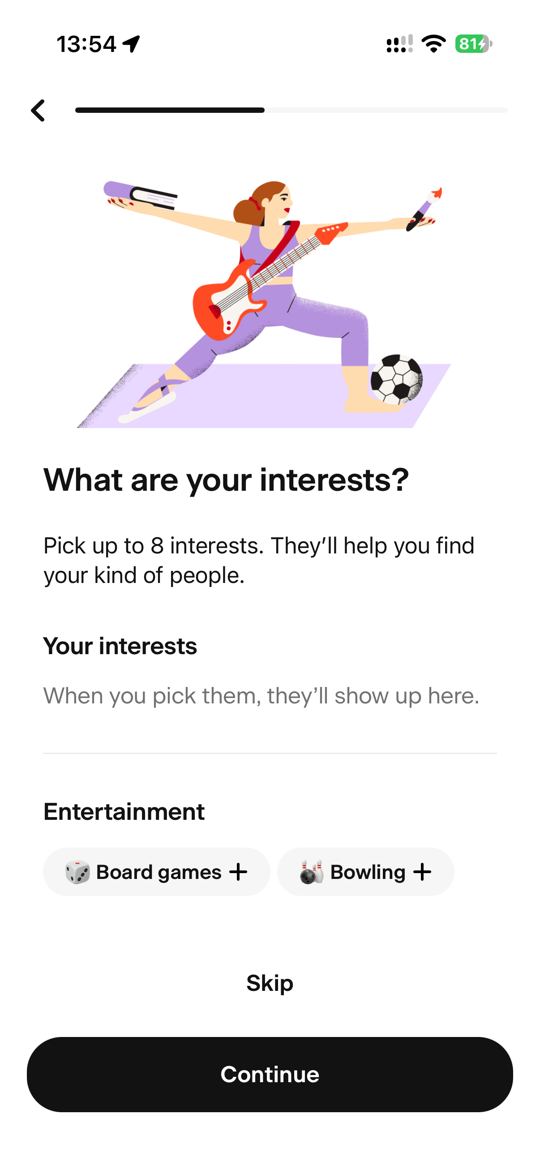 13:54
81
What are your interests?
Pick up to 8 interests. They’ll help you find
your kind of people.
Your interests
When you pick them, they’ll show up here.
Entertainment
Board games
Bowling
Skip
Continue